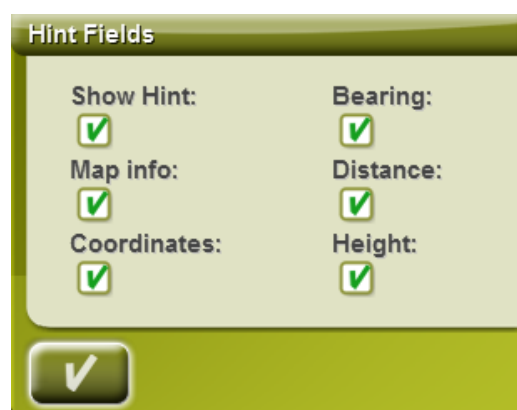 Hint Fields
Show Hint:
Bearing:
Map info:
Distance:
Coordinates:
Height: